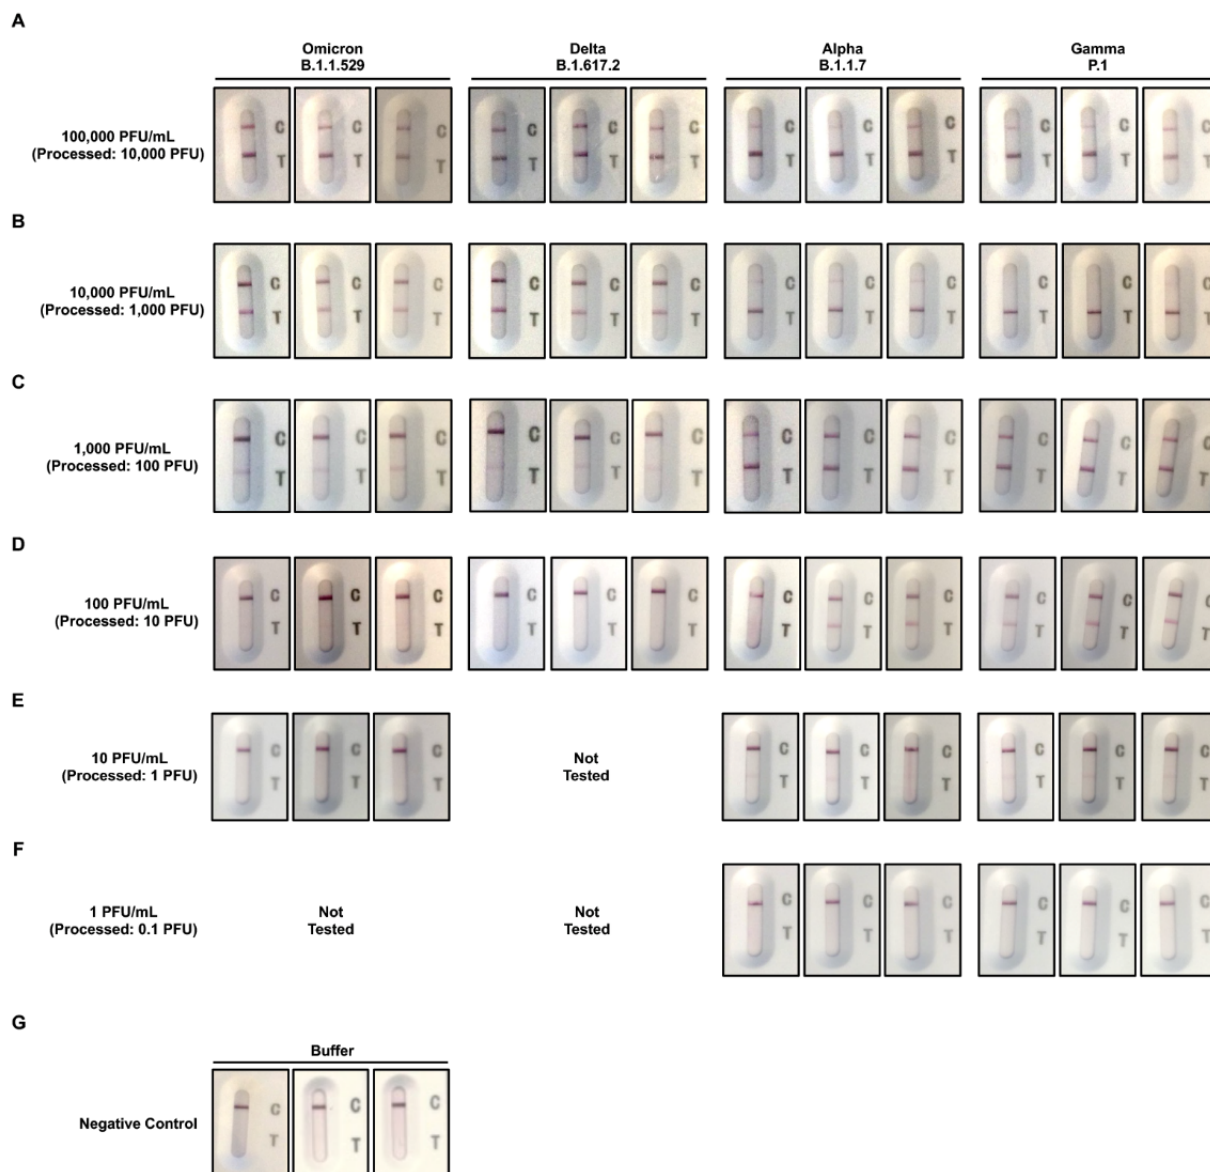 A
Omicron
B.1.1.529
Delta
B.1.617.2
Alpha
B.1.1.7
Gamma
P.1
100,000 PFU/mL
(Processed: 10,000 PFU)
C C C C C C C C C C C C
T T T T T T T T T T T T
B
10,000 PFU/mL
(Processed: 1,000 PFU)
C C C C C C C C C C C C
T T T T T T T T T T T T
C
1,000 PFU/mL
(Processed: 100 PFU)
C C C C C C C C C C C C
T T T T T T T T T T T T
D
100 PFU/mL
(Processed: 10 PFU)
C C C C C C C C C C C C
T T T T T T T T T T T T
E
10 PFU/mL
(Processed: 1 PFU)
C C C C C C C C C
T T T T T T T T T
Not
Tested
F
1 PFU/mL
(Processed: 0.1 PFU)
Not
Tested
Not
Tested
C C C C C C
T T T T T T
G
Buffer
Negative Control
C C C
T T T